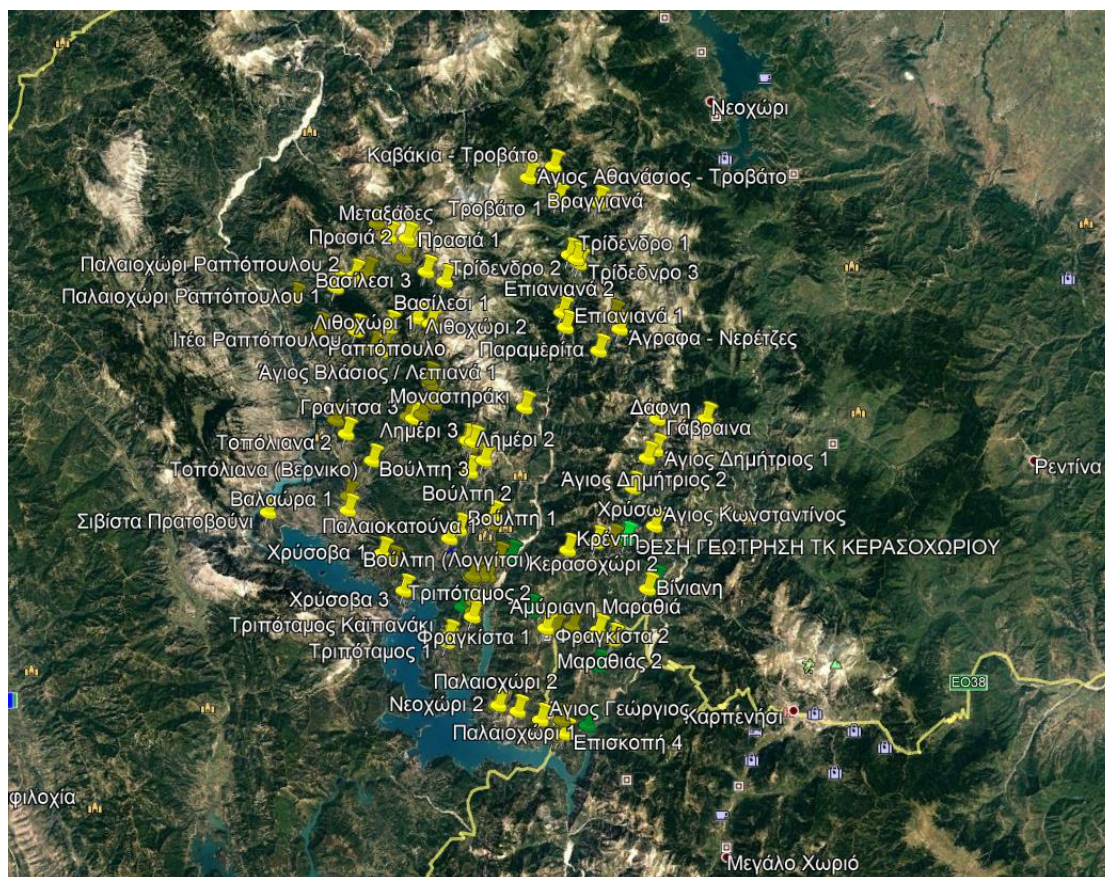 Νεοχώρι
Καβάκια - Τροβάτο
Άγιος Αθανάσιος - Τροβάτο
Βραγγιανά
Τροβάτο 1
Μεταξάδες
Πρασιά 2
Πρασιά 1
Τρίδενδρο 1
Παλαιοχώρι Ραπτόπουλου 2
Τρίδενδρο 2
Τρίδεδνρο 3
Βασίλεσι 3
Επιανιανά 2
Παλαιοχώρι Ραπτόπουλου 1
Βασίλεσι 1
Επιανιανά 1
Λιθοχώρι 1
Λιθοχώρι 2
Ιτέα Ραπτόπουλου
Ραπτόπουλο
Άγραφα - Νερέτζες
Παραμερίτα
Άγιος Βλάσιος / Λεπιανά 1
Μοναστηράκι
Γρανίτσα 3
Δάφνη
Γάβραινα
Λημέρι 3
Λημέρι 2
Τοπόλιανα 2
Άγιος Δημήτριος 1
Ρεντίνα
Τοπόλιανα (Βερνικο)
Βούλπη 3
Άγιος Δημήτριος 2
Βαλαώρα 1
Βούλπη 2
Σιβίστα Πρατοβούνι
Παλαιοκατούνα 1
Βούλπη 1
Χρύσω
Άγιος Κωνσταντίνος
Κρέντη
ΘΕΣΗ ΓΕΩΤΡΗΣΗ ΤΚ ΚΕΡΑΣΟΧΩΡΙΟΥ
Χρύσοβα 1
Βούλπη (Λογγίτσι)
Κερασοχώρι 2
Βίνιανη
Χρύσοβα 3
Τριπόταμος 2
Αμύριανη Μαραθιά
Τριπόταμος Καϊπανάκι
Φραγκίστα 1
Φραγκίστα 2
Τριπόταμος 1
Μαραθιάς 2
Παλαιοχώρι 2
ΕΟ38
Νεοχώρι 2
Άγιος Γεώργιος
Καρπενήσι
Παλαιοχώρι 1
Επισκοπή 4
φιλοχία
Μεγάλο Χωριό